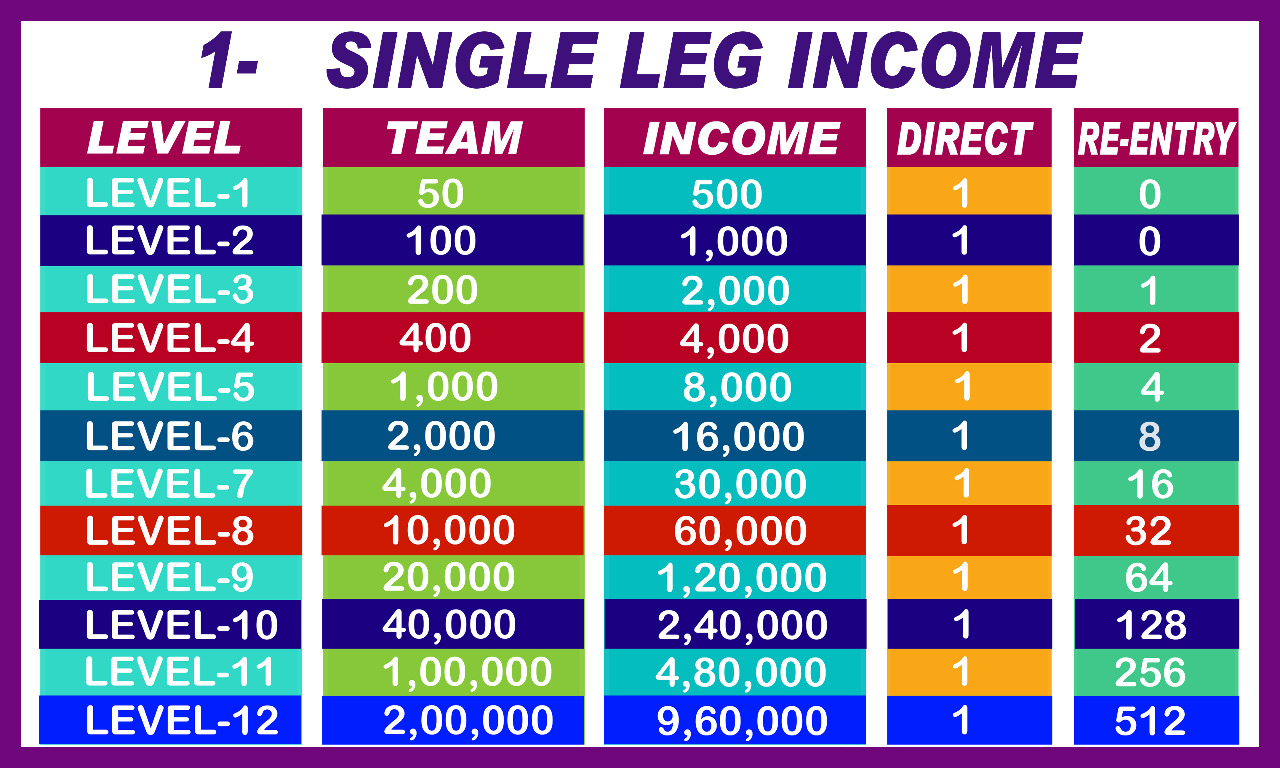 1- SINGLE LEG INCOME
LEVEL TEAM INCOME DIRECT RE-ENTRY
LEVEL-1 50 500 1 0
LEVEL-2 100 1,000 1 0
LEVEL-3 200 2,000 1 1
LEVEL-4 400 4,000 1 2
LEVEL-5 1,000 8,000 1 4
LEVEL-6 2,000 16,000 1 8
LEVEL-7 4,000 30,000 1 16
LEVEL-8 10,000 60,000 1 32
LEVEL-9 20,000 1,20,000 1 64
LEVEL-10 40,000 2,40,000 1 128
LEVEL-11 1,00,000 4,80,000 1 256
LEVEL-12 2,00,000 9,60,000 1 512